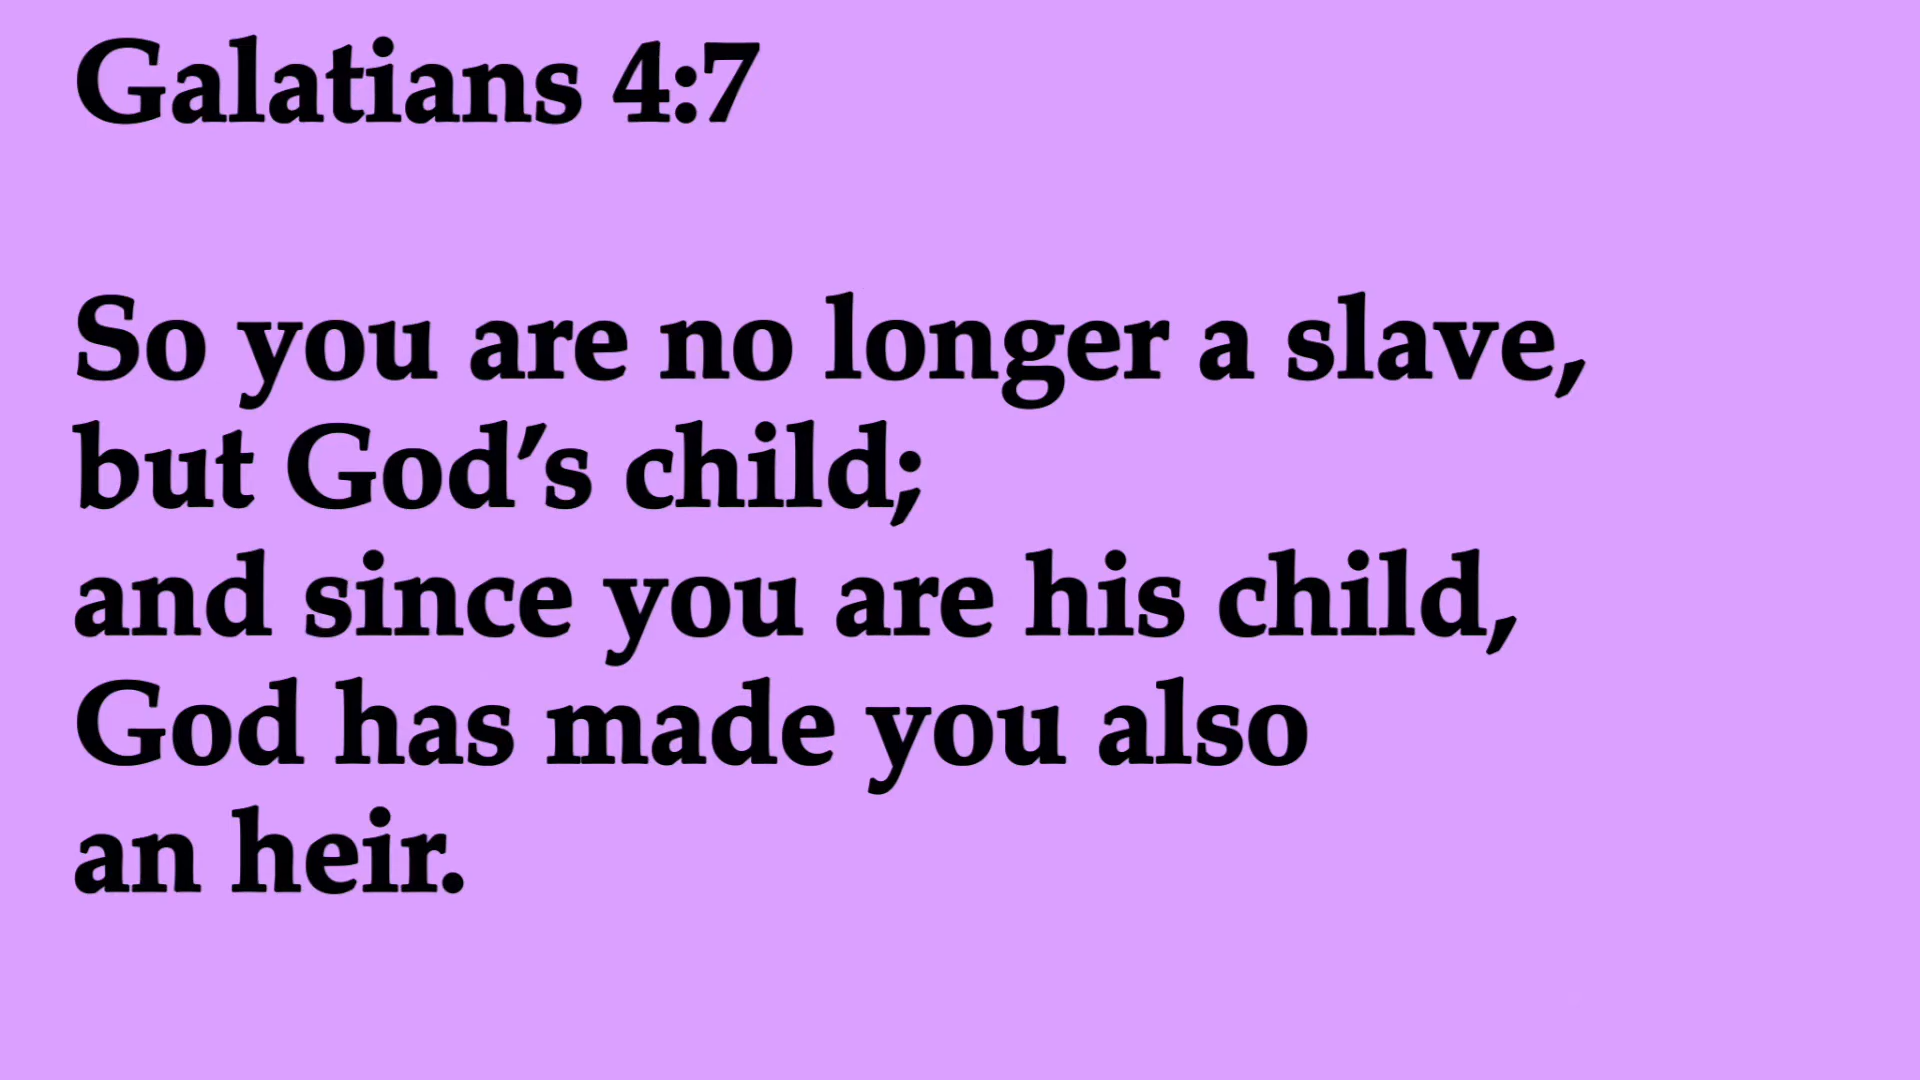 Galatians 4:7
So you are no longer a slave,
but God’s child;
and since you are his child,
God has made you also
an heir.